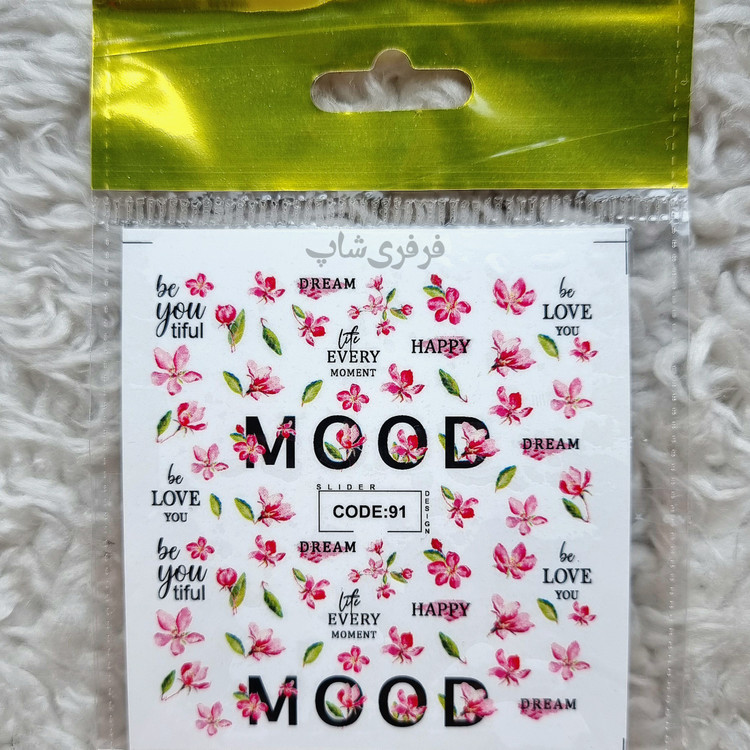 فرفری شاپ
be
you
tiful
DREAM
be
LOVE
YOU
life
EVERY
MOMENT
HAPPY
MOOD
DREAM
be
LOVE
YOU
SLIDER
CODE:91
DESIGN
be
you
tiful
DREAM
be
LOVE
YOU
life
EVERY
MOMENT
HAPPY
MOOD
DREAM